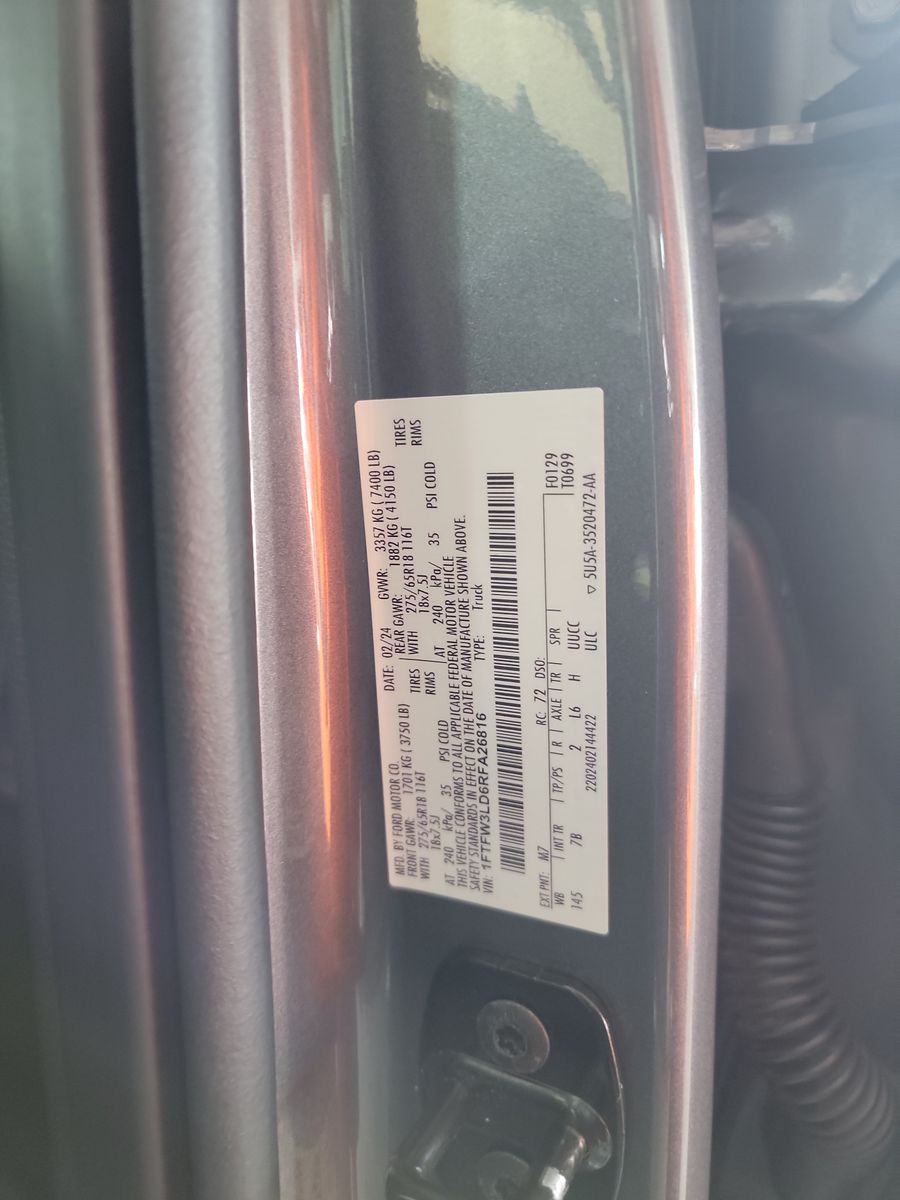 MFD. BY FORD MOTOR CO.
DATE: 02/24 GVWR: 3357 KG ( 7400 LB)
FRONT GAWR: 1701 KG ( 3750 LB) REAR GAWR: 1882 KG ( 4150 LB)
WITH 275/65R18 116T TIRES WITH 275/65R18 116T TIRES
18x7.5J RIMS 18x7.5J RIMS
AT 240 kPa/ 35 PSI COLD AT 240 kPa/ 35 PSI COLD
THIS VEHICLE CONFORMS TO ALL APPLICABLE FEDERAL MOTOR VEHICLE
SAFETY STANDARDS IN EFFECT ON THE DATE OF MANUFACTURE SHOWN ABOVE.
VIN: 1FTFW3LD6RFA26816 TYPE: Truck
EXT PNT: M7 RC: 72 DSO: F0129
WB INT TR TP/PS R AXLE TR SPR T0699
145 7B 2 L6 H UUCC
2202402144422 ULC 5U5A-3520472-AA